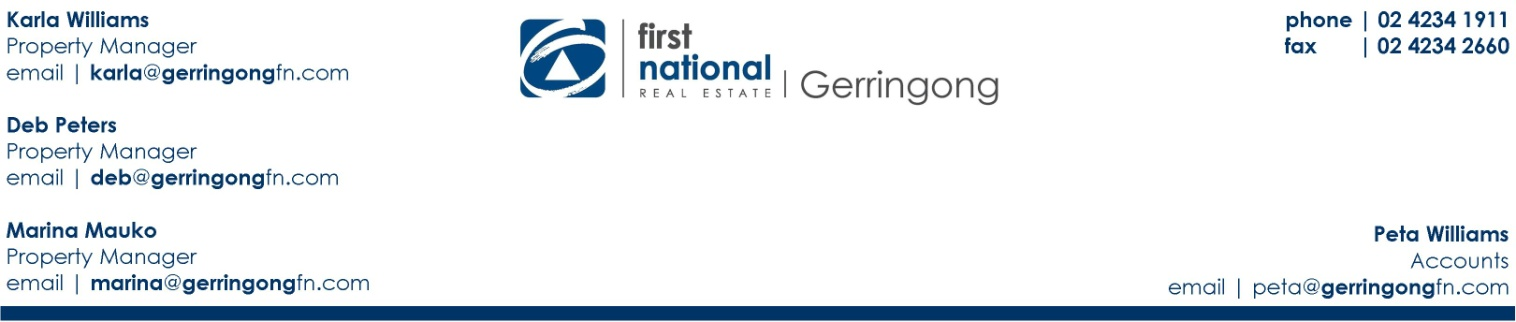 Karla Williams
Property Manager
email | karla@gerringongfn.com
Deb Peters
Property Manager
email | deb@gerringongfn.com
Marina Mauko
Property Manager
email | marina@gerringongfn.com
first
national
REAL ESTATE | Gerringong
phone | 02 4234 1911
fax | 02 4234 2660
Peta Williams
Accounts
email | peta@gerringongfn.com